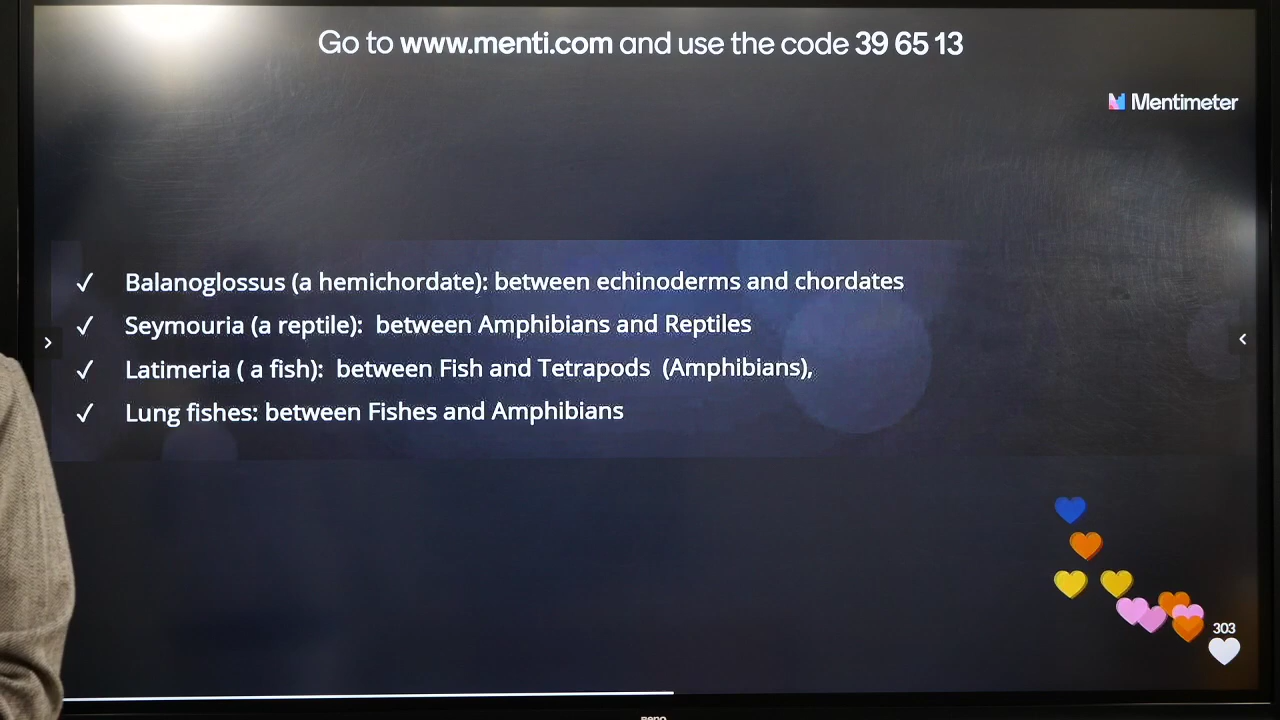 Go to www.menti.com and use the code 39 65 13
Mentimeter
✓ Balanoglossus (a hemichordate): between echinoderms and chordates
✓ Seymouria (a reptile): between Amphibians and Reptiles
✓ Latimeria ( a fish): between Fish and Tetrapods (Amphibians),
✓ Lung fishes: between Fishes and Amphibians
303